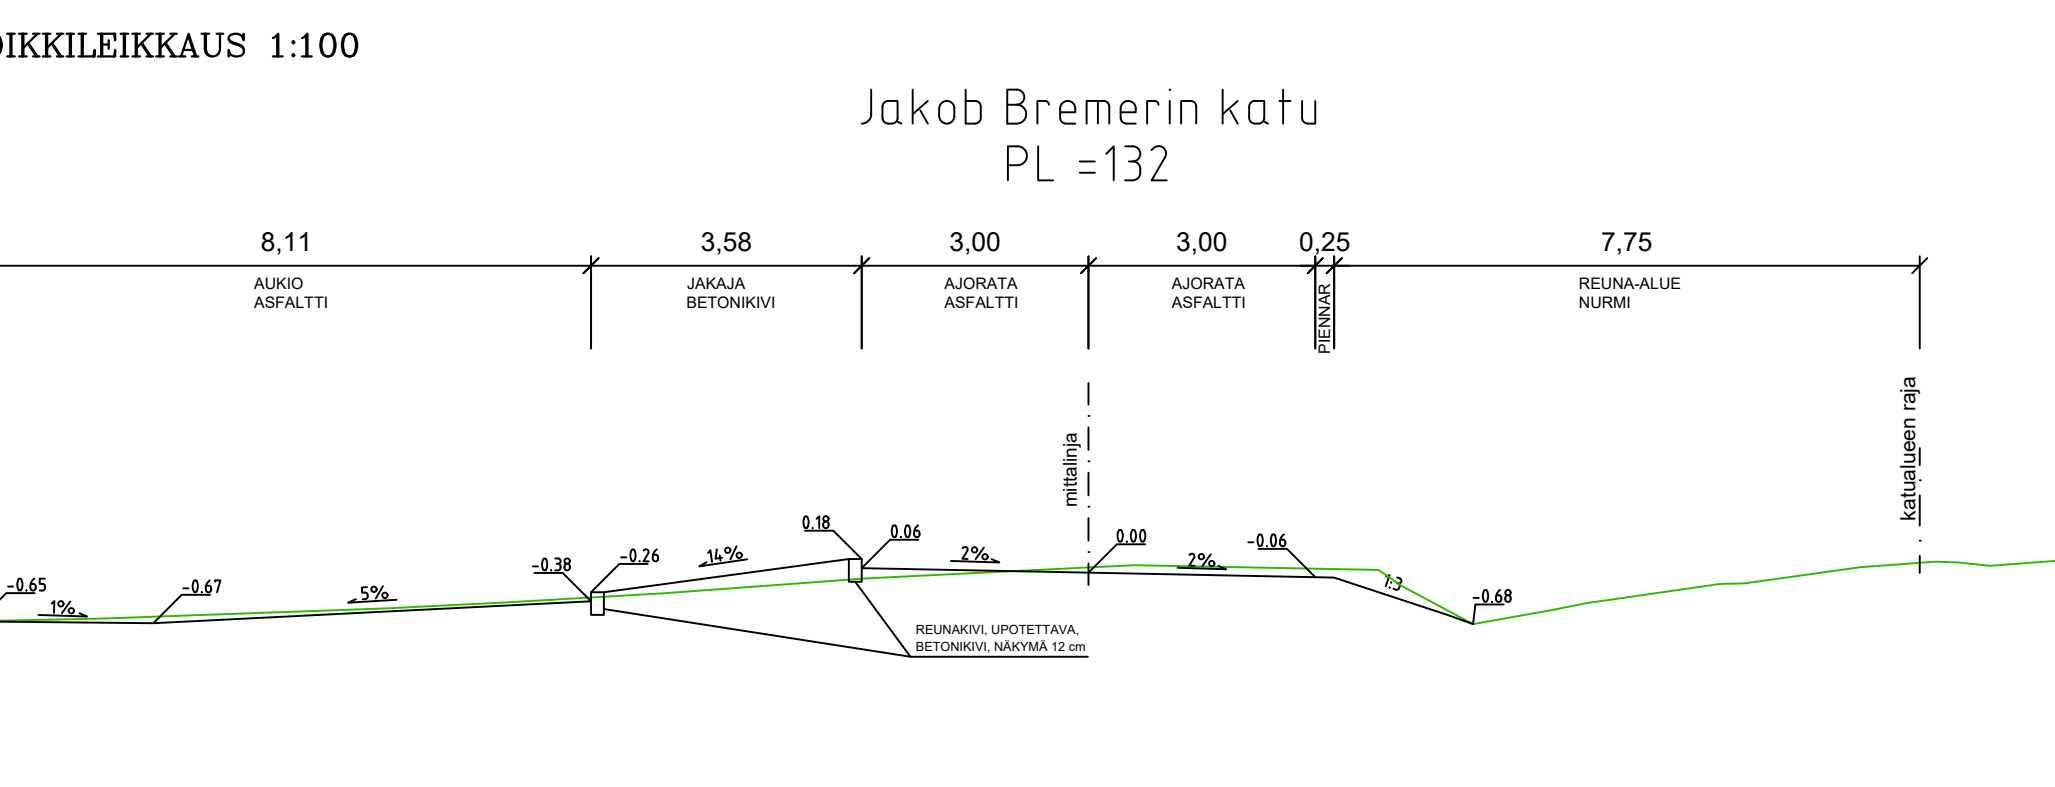 OIKKILEIKKAUS 1:100
Jakob Bremerin katu
PL =132
8,11
3,58
3,00
3,00
0,25
7,75
AUKIO
ASFALTTI
JAKAJA
BETONIKIVI
AJORATA
ASFALTTI
AJORATA
ASFALTTI
PIENNAR
REUNA-ALUE
NURMI
mittalinja
katualueen raja
-0.65
1%
-0.67
5%
-0.38
-0.26
14%
0.18
0.06
2%
0.00
2%
-0.06
1:3
-0.68
REUNAKIVI, UPOTETTAVA,
BETONIKIVI, NÄKYMÄ 12 cm